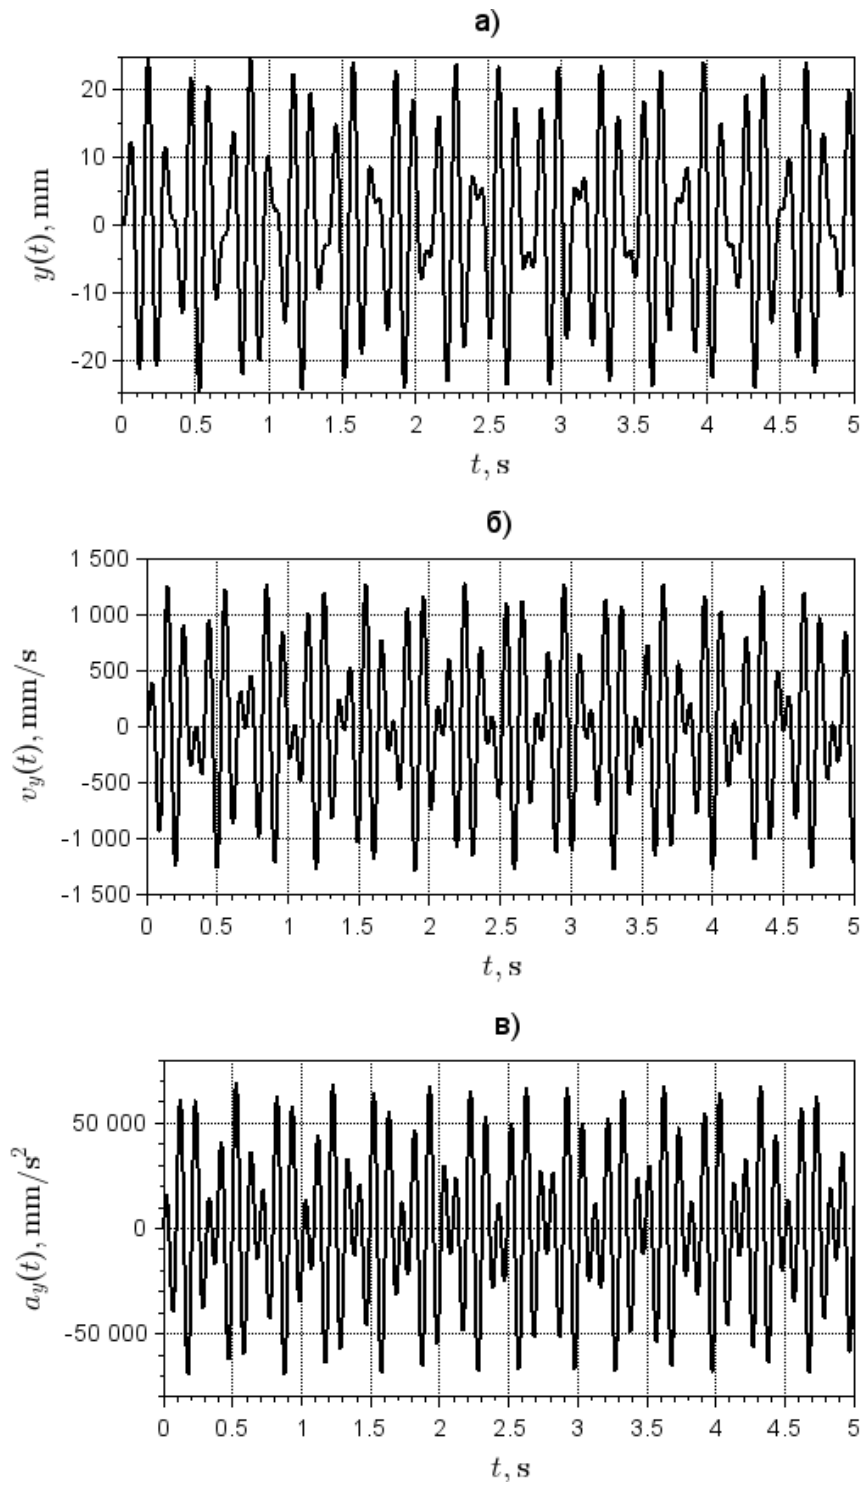 а)
20
10
0
-10
-20
y(t), mm
0 0.5 1 1.5 2 2.5 3 3.5 4 4.5 5
t, s
б)
1 500
1 000
500
0
-500
-1 000
-1 500
v_y(t), mm/s
0 0.5 1 1.5 2 2.5 3 3.5 4 4.5 5
t, s
в)
50 000
0
-50 000
a_y(t), mm/s²
0 0.5 1 1.5 2 2.5 3 3.5 4 4.5 5
t, s